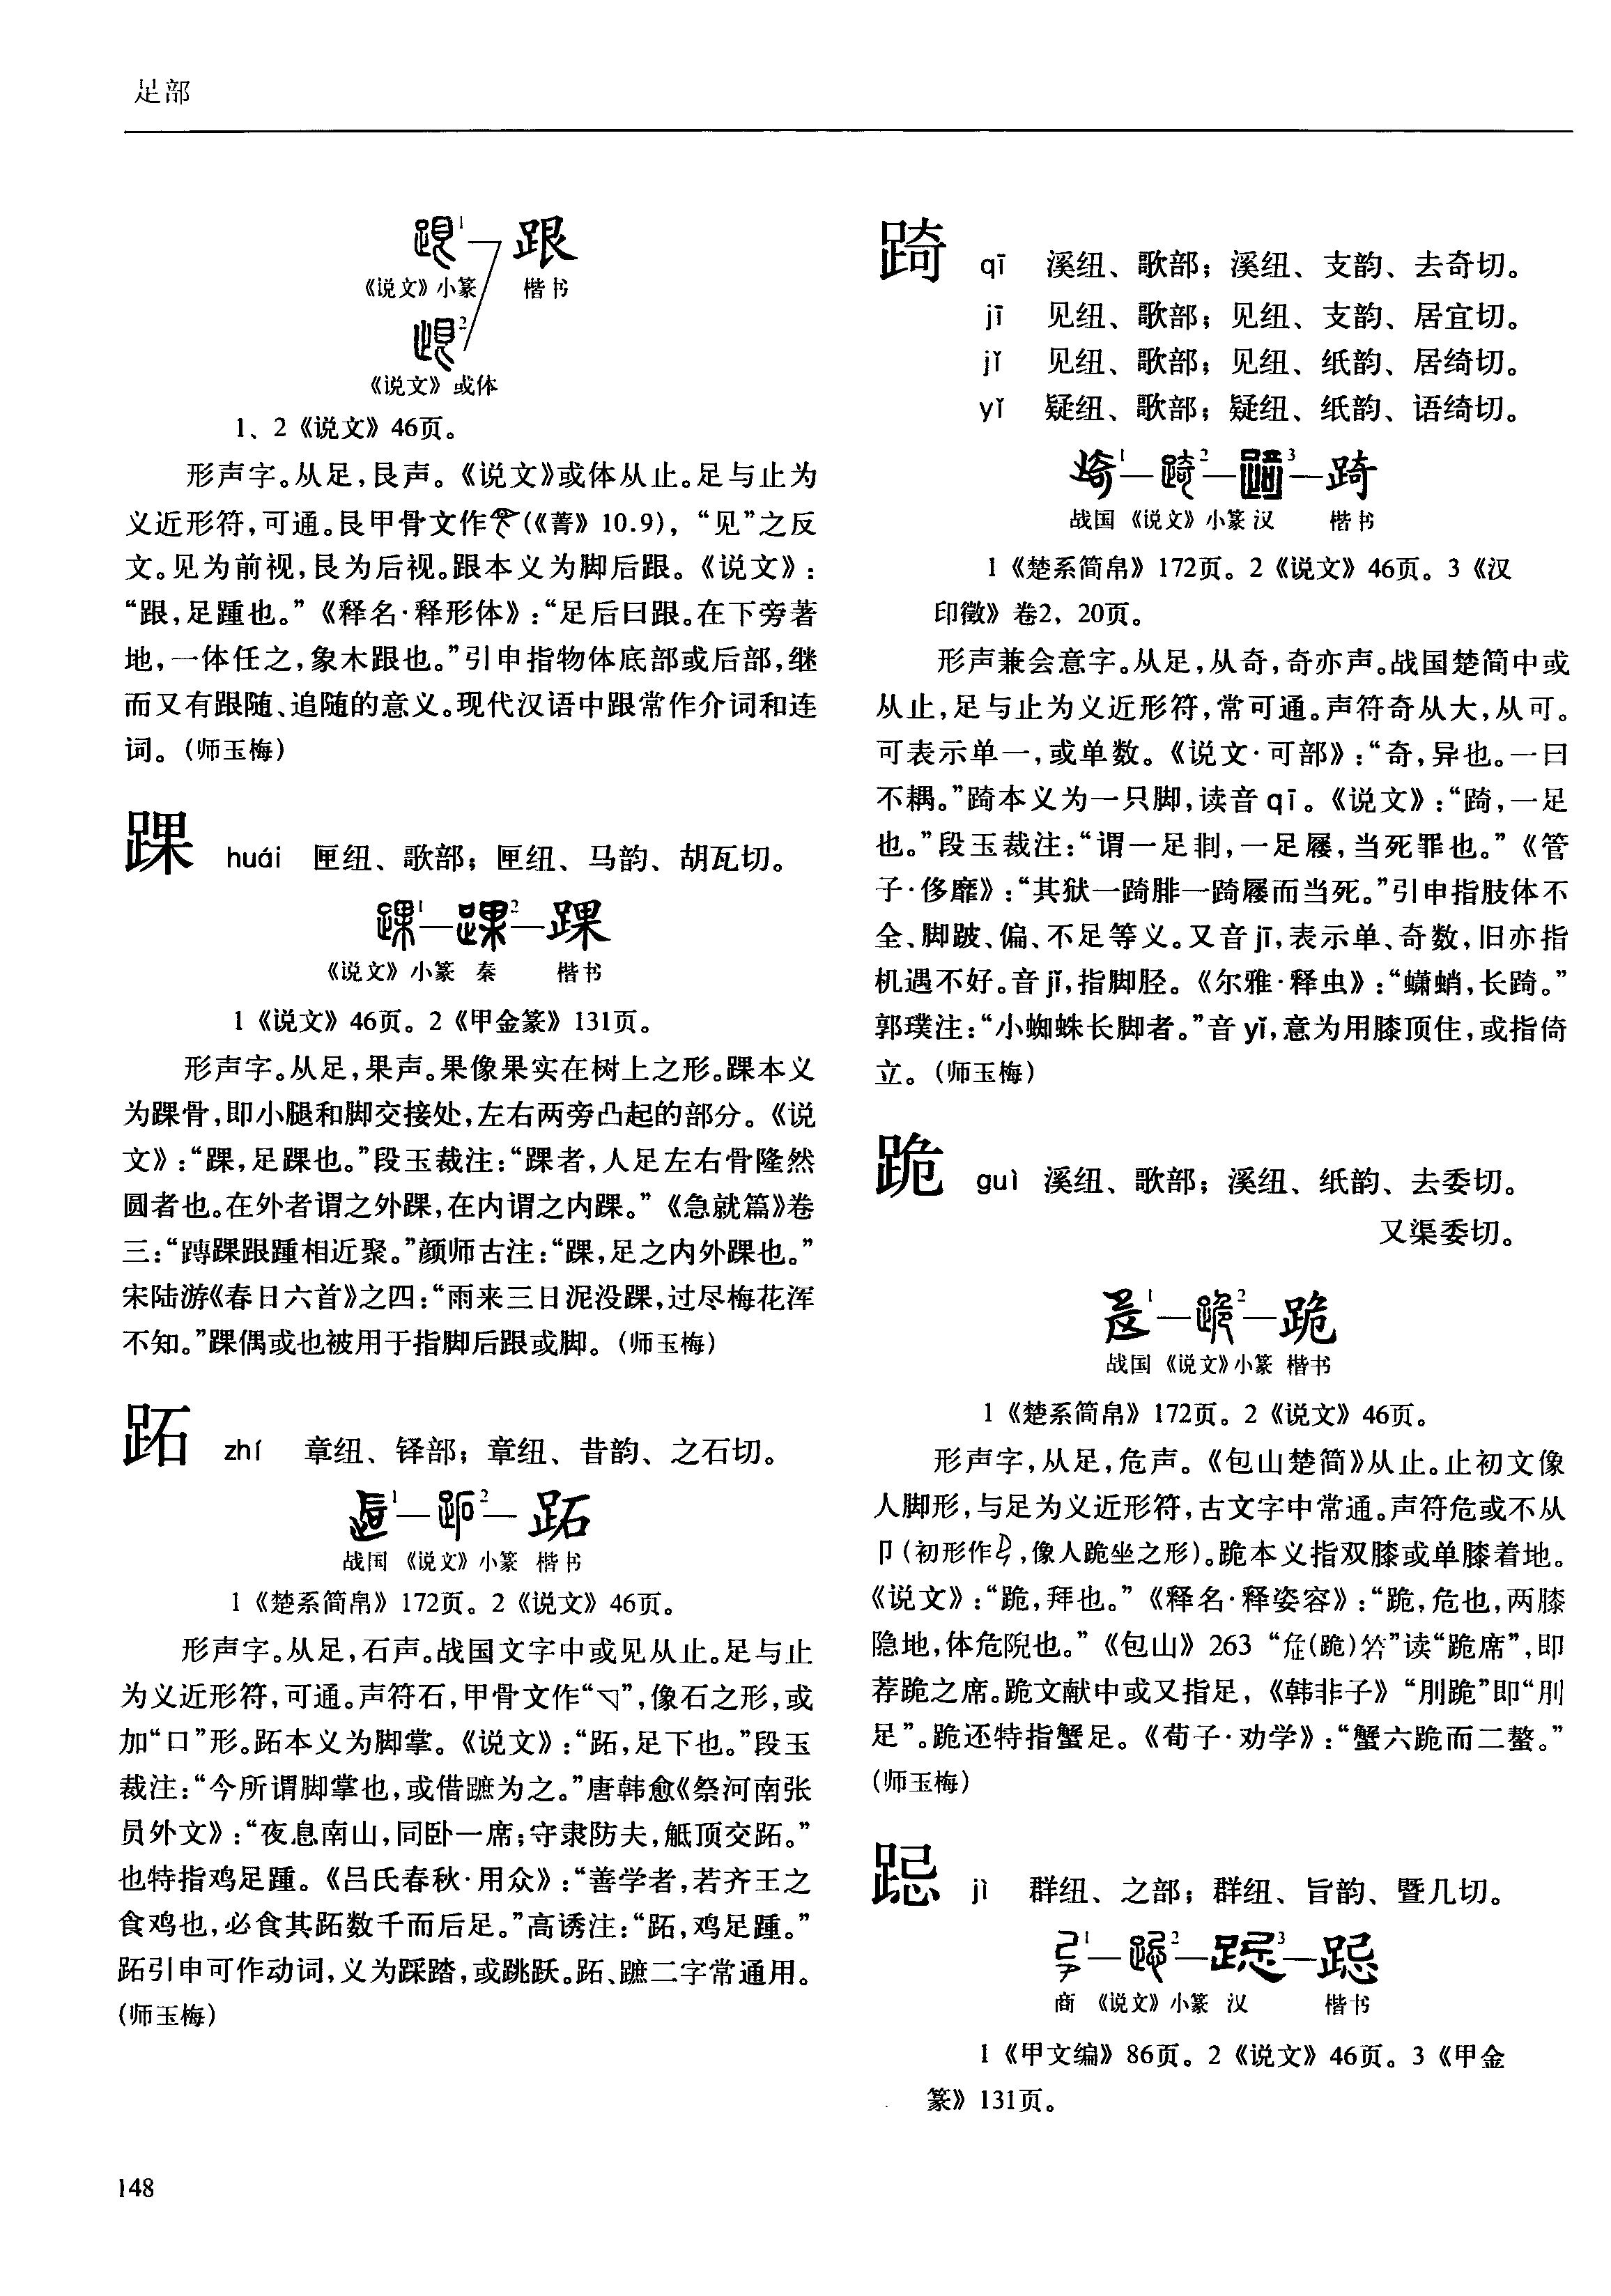 足部
跟
《说文》小篆 楷书
《说文》或体
1、2《说文》46页。
形声字。从足，艮声。《说文》或体从止。足与止为
义近形符，可通。艮甲骨文作(《菁》10.9)，“见”之反
文。见为前视，艮为后视。跟本义为脚后跟。《说文》：
“跟，足踵也。”《释名·释形体》：“足后曰跟。在下旁著
地，一体任之，象木跟也。”引申指物体底部或后部，继
而又有跟随、追随的意义。现代汉语中跟常作介词和连
词。（师玉梅）
踝 huái 匣纽、歌部；匣纽、马韵、胡瓦切。
踝
《说文》小篆 秦 楷书
1《说文》46页。2《甲金篆》131页。
形声字。从足，果声。果像果实在树上之形。踝本义
为踝骨，即小腿和脚交接处，左右两旁凸起的部分。《说
文》：“踝，足踝也。”段玉裁注：“踝者，人足左右骨隆然
圆者也。在外者谓之外踝，在内谓之内踝。”《急就篇》卷
三：“踹踝跟踵相近聚。”颜师古注：“踝，足之内外踝也。”
宋陆游《春日六首》之四：“雨来三日泥没踝，过尽梅花浑
不知。”踝偶或也被用于指脚后跟或脚。（师玉梅）
跖 zhí 章纽、铎部；章纽、昔韵、之石切。
跖
战国 《说文》小篆 楷书
1《楚系简帛》172页。2《说文》46页。
形声字。从足，石声。战国文字中或见从止。足与止
为义近形符，可通。声符石，甲骨文作“”，像石之形，或
加“口”形。跖本义为脚掌。《说文》：“跖，足下也。”段玉
裁注：“今所谓脚掌也，或借蹠为之。”唐韩愈《祭河南张
员外文》：“夜息南山，同卧一席；守隶防夫，觝顶交跖。”
也特指鸡足踵。《吕氏春秋·用众》：“善学者，若齐王之
食鸡也，必食其跖数千而后足。”高诱注：“跖，鸡足踵。”
跖引申可作动词，义为踩踏，或跳跃。跖、蹠二字常通用。
（师玉梅）
踦 qī 溪纽、歌部；溪纽、支韵、去奇切。
jī 见纽、歌部；见纽、支韵、居宜切。
jǐ 见纽、歌部；见纽、纸韵、居绮切。
yǐ 疑纽、歌部；疑纽、纸韵、语绮切。
踦
战国 《说文》小篆 汉 楷书
1《楚系简帛》172页。2《说文》46页。3《汉
印徵》卷2，20页。
形声兼会意字。从足，从奇，奇亦声。战国楚简中或
从止，足与止为义近形符，常可通。声符奇从大，从可。
可表示单一，或单数。《说文·可部》：“奇，异也。一曰
不耦。”踦本义为一只脚，读音qī。《说文》：“踦，一足
也。”段玉裁注：“谓一足剕，一足屦，当死罪也。”《管
子·侈靡》：“其狱一踦腓一踦屦而当死。”引申指肢体不
全、脚跛、偏、不足等义。又音jī，表示单、奇数，旧亦指
机遇不好。音jǐ，指脚胫。《尔雅·释虫》：“蟏蛸，长踦。”
郭璞注：“小蜘蛛长脚者。”音yǐ，意为用膝顶住，或指倚
立。（师玉梅）
跪 guì 溪纽、歌部；溪纽、纸韵、去委切。
又渠委切。
跪
战国 《说文》小篆 楷书
1《楚系简帛》172页。2《说文》46页。
形声字，从足，危声。《包山楚简》从止。止初文像
人脚形，与足为义近形符，古文字中常通。声符危或不从
卩（初形作，像人跪坐之形）。跪本义指双膝或单膝着地。
《说文》：“跪，拜也。”《释名·释姿容》：“跪，危也，两膝
隐地，体危隉也。”《包山》263“（跪）”读“跪席”，即
荐跪之席。跪文献中或又指足，《韩非子》“刖跪”即“刖
足”。跪还特指蟹足。《荀子·劝学》：“蟹六跪而二螯。”
（师玉梅）
跽 jì 群纽、之部；群纽、旨韵、暨几切。
跽
商 《说文》小篆 汉 楷书
1《甲文编》86页。2《说文》46页。3《甲金
篆》131页。
148